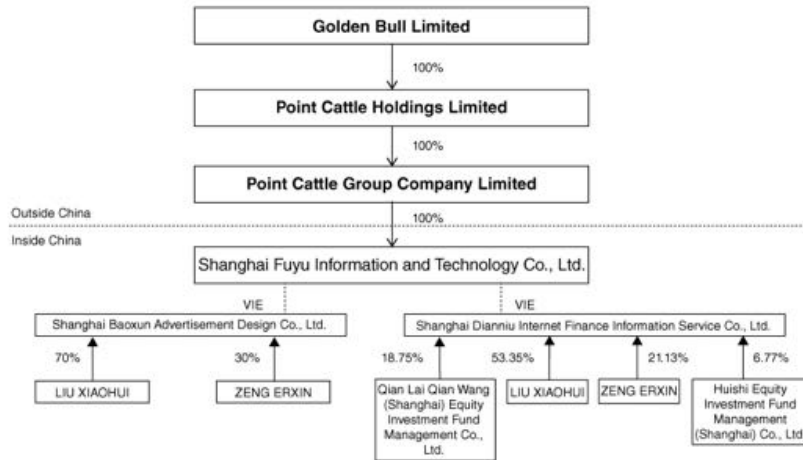 Golden Bull Limited
100%
Point Cattle Holdings Limited
100%
Point Cattle Group Company Limited
Outside China
100%
Inside China
Shanghai Fuyu Information and Technology Co., Ltd.
VIE
VIE
Shanghai Baoxun Advertisement Design Co., Ltd.
Shanghai Dianniu Internet Finance Information Service Co., Ltd.
70%
30%
18.75%
53.35%
21.13%
6.77%
LIU XIAOHUI
ZENG ERXIN
Qian Lai Qian Wang
(Shanghai) Equity
Investment Fund
Management Co.,
Ltd.
LIU XIAOHUI
ZENG ERXIN
Huishi Equity
Investment Fund
Management
(Shanghai) Co., Ltd